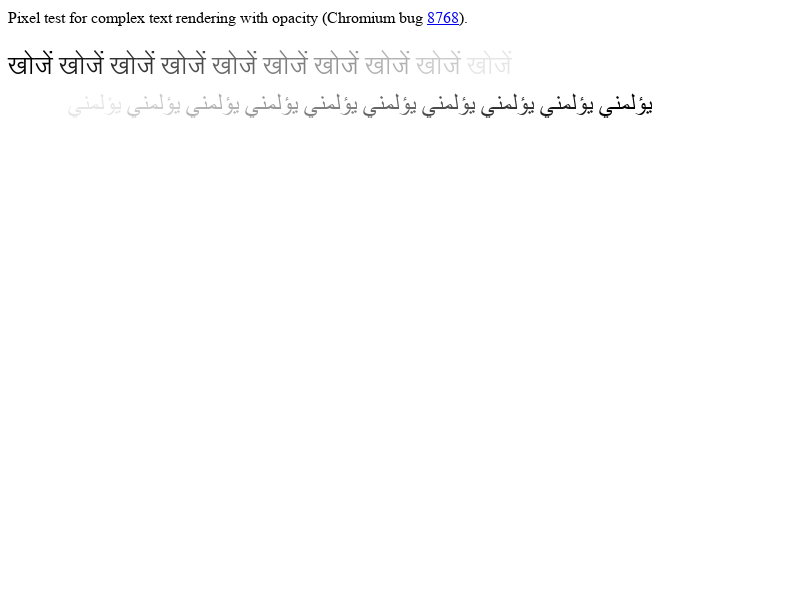 Pixel test for complex text rendering with opacity (Chromium bug 8768).
खोजें खोजें खोजें खोजें खोजें खोजें खोजें खोजें खोजें खोजें
يؤلمني يؤلمني يؤلمني يؤلمني يؤلمني يؤلمني يؤلمني يؤلمني يؤلمني يؤلمني